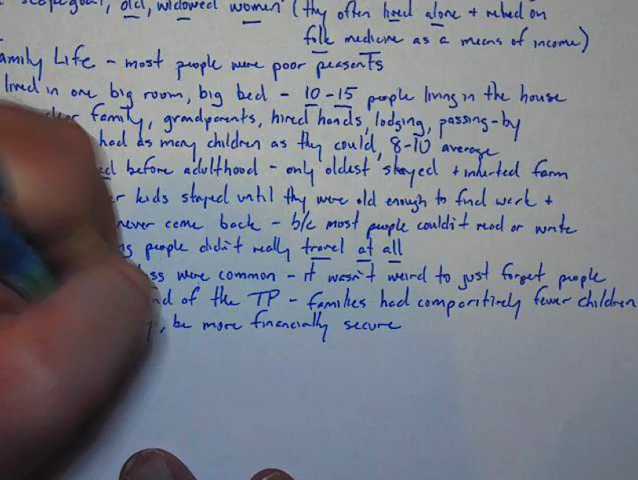 scapegoat, old, widowed women (they often lived alone + relied on
folk medicine as a means of income)
amily Life - most people were poor peasants
lived in one big room, big bed - 10-15 people living in the house
family, grandparents, hired hands, lodging, passing-by
had as many children as they could, 8-10 average
before adulthood - only oldest stayed + inherited farm
kids stayed until they were old enough to find work +
never come back - b/c most people couldn't read or write
people didn't really travel at all
were common - it wasn't weird to just forget people
nd of the TP - families had comparitively fewer children
, be more financially secure